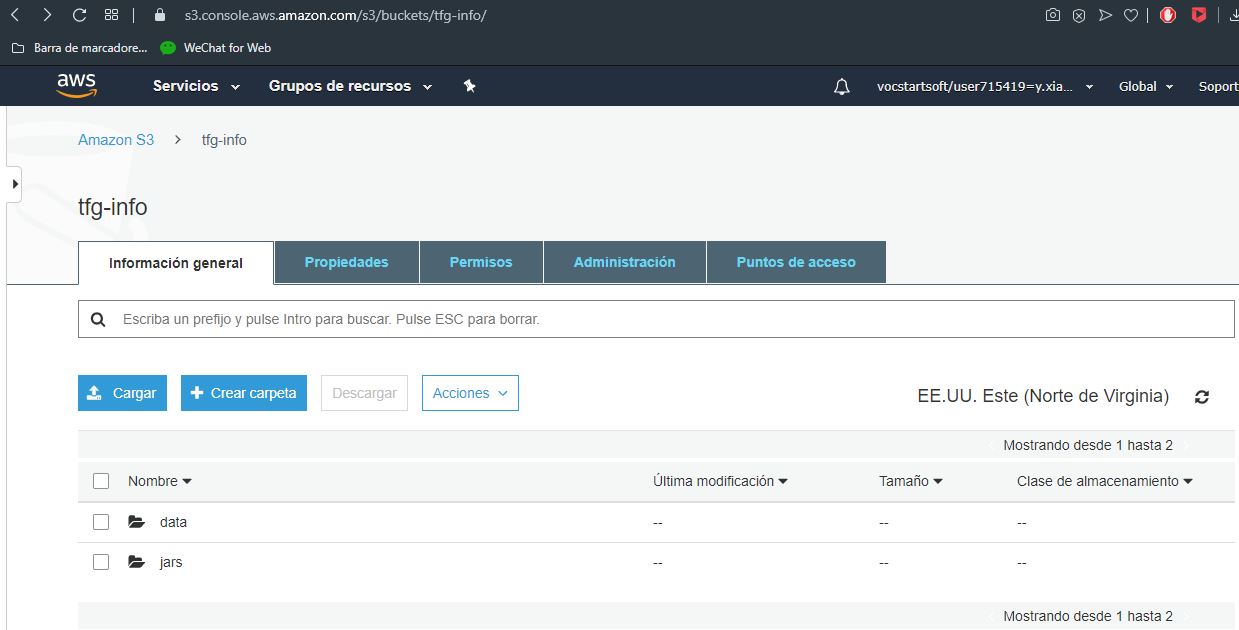 s3.console.aws.amazon.com/s3/buckets/tfg-info/
Barra de marcadore... WeChat for Web
aws Servicios Grupos de recursos vocstartsoft/user715419=y.xia... Global Soport
Amazon S3 > tfg-info
tfg-info
Información general Propiedades Permisos Administración Puntos de acceso
Escriba un prefijo y pulse Intro para buscar. Pulse ESC para borrar.
Cargar Crear carpeta Descargar Acciones EE.UU. Este (Norte de Virginia)
Mostrando desde 1 hasta 2
Nombre Última modificación Tamaño Clase de almacenamiento
data -- -- --
jars -- -- --
Mostrando desde 1 hasta 2